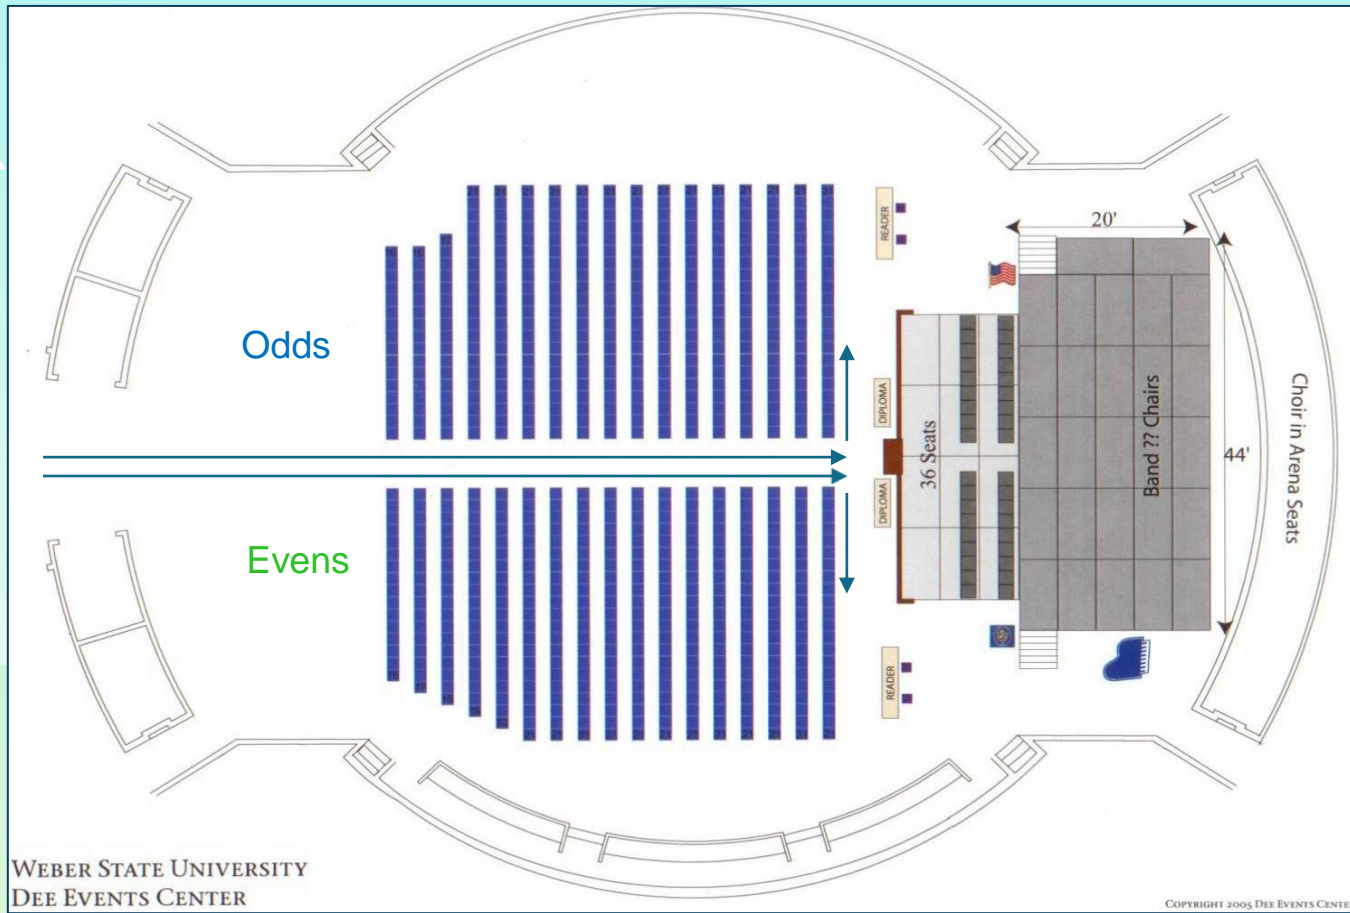 READER
20'
Odds
DIPLOMA
36 Seats
Band ?? Chairs
Choir in Arena Seats
44'
DIPLOMA
Evens
READER
WEBER STATE UNIVERSITY
DEE EVENTS CENTER
COPYRIGHT 2005 DEE EVENTS CENTE